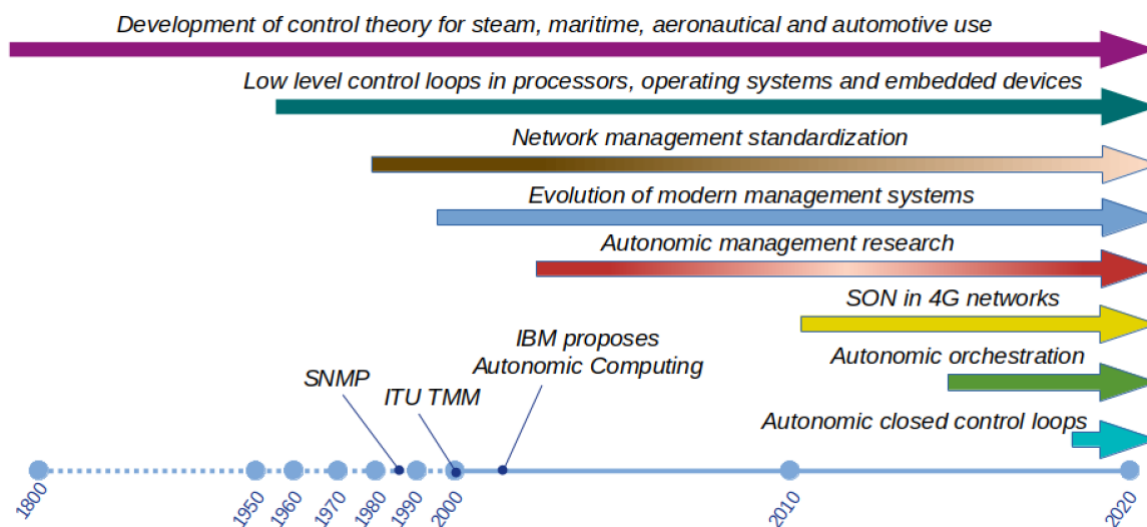 Development of control theory for steam, maritime, aeronautical and automotive use
Low level control loops in processors, operating systems and embedded devices
Network management standardization
Evolution of modern management systems
Autonomic management research
SON in 4G networks
IBM proposes
Autonomic Computing
Autonomic orchestration
SNMP
ITU TMM
Autonomic closed control loops
1800
1950
1960
1970
1980
1990
2000
2010
2020